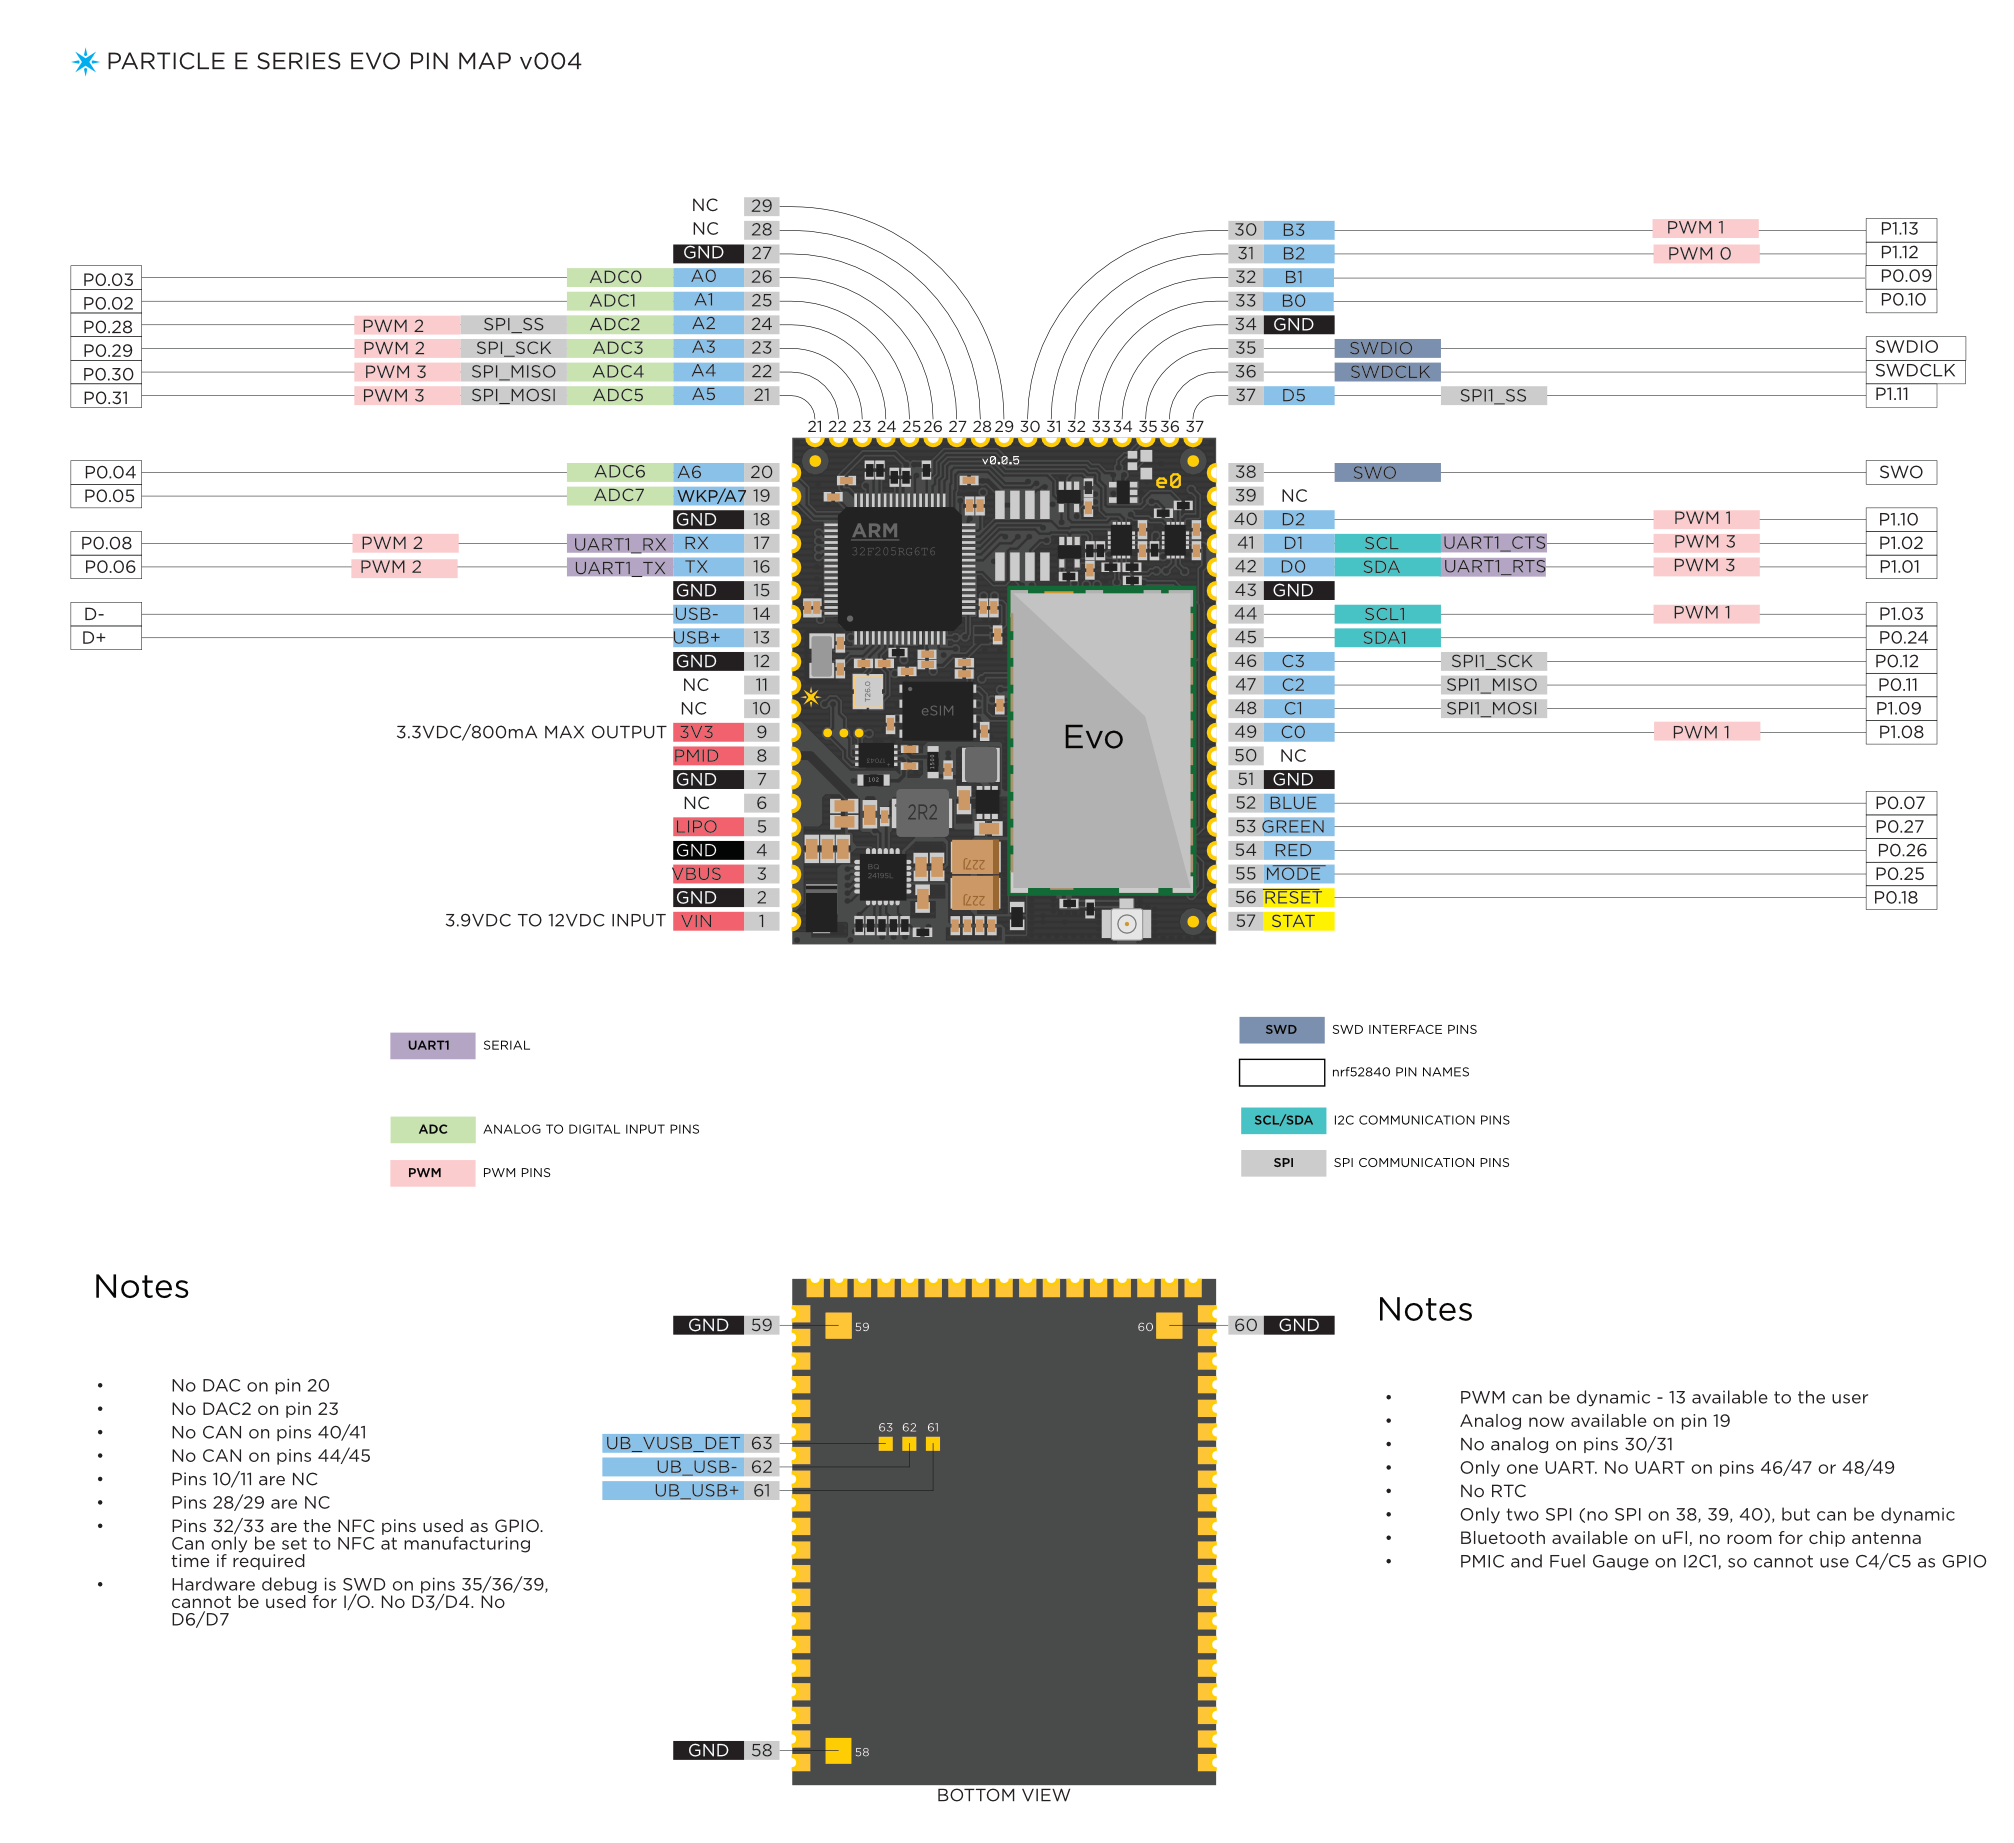 PARTICLE E SERIES EVO PIN MAP v004
NC 29
NC 28
GND 27
P0.03 ADC0 A0 26
P0.02 ADC1 A1 25
P0.28 PWM 2 SPI_SS ADC2 A2 24
P0.29 PWM 2 SPI_SCK ADC3 A3 23
P0.30 PWM 3 SPI_MISO ADC4 A4 22
P0.31 PWM 3 SPI_MOSI ADC5 A5 21
30 B3 PWM 1 P1.13
31 B2 PWM 0 P1.12
32 B1 P0.09
33 B0 P0.10
34 GND
35 SWDIO SWDIO
36 SWDCLK SWDCLK
37 D5 SPI1_SS P1.11
21 22 23 24 25 26 27 28 29 30 31 32 33 34 35 36 37
P0.04 ADC6 A6 20
P0.05 ADC7 WKP/A7 19
GND 18
P0.08 PWM 2 UART1_RX RX 17
P0.06 PWM 2 UART1_TX TX 16
GND 15
D- USB- 14
D+ USB+ 13
GND 12
NC 11
NC 10
3.3VDC/800mA MAX OUTPUT 3V3 9
PMID 8
GND 7
NC 6
LIPO 5
GND 4
VBUS 3
GND 2
3.9VDC TO 12VDC INPUT VIN 1
v0.0.5
e0
ARM
32F205RG6T6
T26.0
eSIM
Evo
1500
102
2R2
BQ
24195L
227J
227J
38 SWO SWO
39 NC
40 D2 PWM 1 P1.10
41 D1 SCL UART1_CTS PWM 3 P1.02
42 D0 SDA UART1_RTS PWM 3 P1.01
43 GND
44 SCL1 PWM 1 P1.03
45 SDA1 P0.24
46 C3 SPI1_SCK P0.12
47 C2 SPI1_MISO P0.11
48 C1 SPI1_MOSI P1.09
49 C0 PWM 1 P1.08
50 NC
51 GND
52 BLUE P0.07
53 GREEN P0.27
54 RED P0.26
55 MODE P0.25
56 RESET P0.18
57 STAT
UART1 SERIAL
ADC ANALOG TO DIGITAL INPUT PINS
PWM PWM PINS
SWD SWD INTERFACE PINS
nrf52840 PIN NAMES
SCL/SDA I2C COMMUNICATION PINS
SPI SPI COMMUNICATION PINS
Notes
• No DAC on pin 20
• No DAC2 on pin 23
• No CAN on pins 40/41
• No CAN on pins 44/45
• Pins 10/11 are NC
• Pins 28/29 are NC
• Pins 32/33 are the NFC pins used as GPIO.
Can only be set to NFC at manufacturing
time if required
• Hardware debug is SWD on pins 35/36/39,
cannot be used for I/O. No D3/D4. No
D6/D7
GND 59 59
60 60 GND
63 62 61
UB_VUSB_DET 63
UB_USB- 62
UB_USB+ 61
GND 58 58
BOTTOM VIEW
Notes
• PWM can be dynamic - 13 available to the user
• Analog now available on pin 19
• No analog on pins 30/31
• Only one UART. No UART on pins 46/47 or 48/49
• No RTC
• Only two SPI (no SPI on 38, 39, 40), but can be dynamic
• Bluetooth available on uFl, no room for chip antenna
• PMIC and Fuel Gauge on I2C1, so cannot use C4/C5 as GPIO